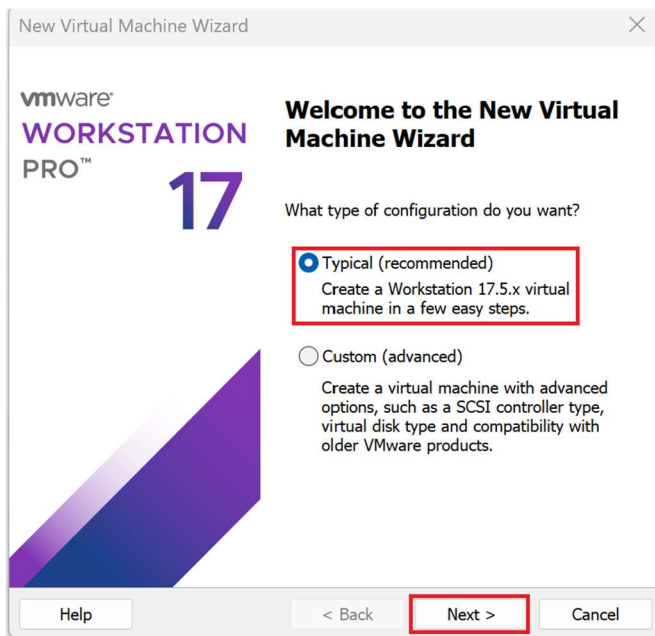 New Virtual Machine Wizard
vmware®
WORKSTATION
PRO™
17
Welcome to the New Virtual
Machine Wizard
What type of configuration do you want?
Typical (recommended)
Create a Workstation 17.5.x virtual
machine in a few easy steps.
Custom (advanced)
Create a virtual machine with advanced
options, such as a SCSI controller type,
virtual disk type and compatibility with
older VMware products.
Help
< Back
Next >
Cancel